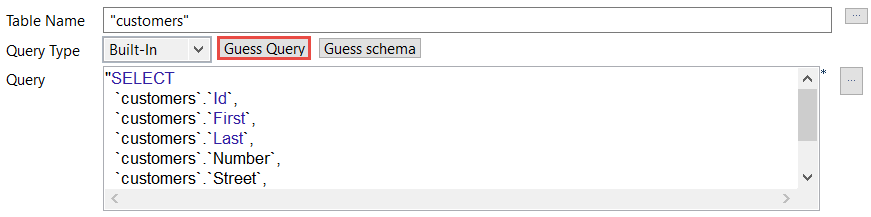 Table Name "customers" ...
Query Type Built-In Guess Query Guess schema
Query "SELECT * ...
`customers`.`Id`,
`customers`.`First`,
`customers`.`Last`,
`customers`.`Number`,
`customers`.`Street`,